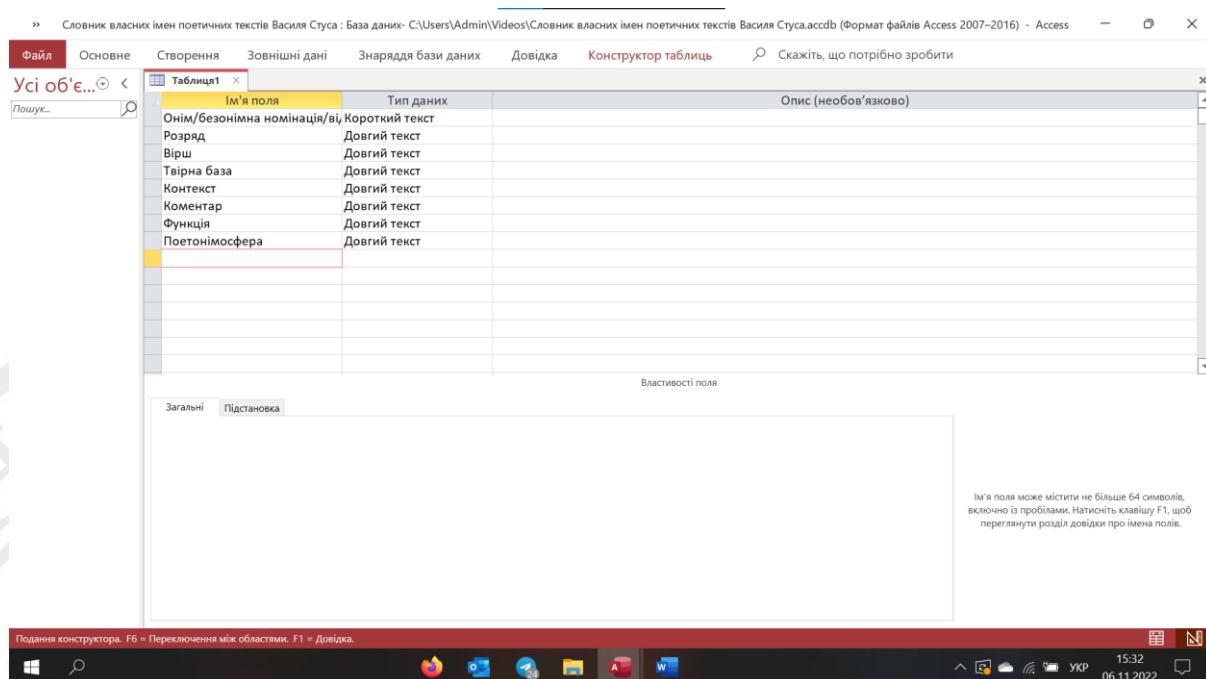 ›› Словник власних імен поетичних текстів Василя Стуса : База даних- C:\Users\Admin\Videos\Словник власних імен поетичних текстів Василя Стуса.accdb (Формат файлів Access 2007–2016) - Access
Файл Основне Створення Зовнішні дані Знаряддя бази даних Довідка Конструктор таблиць Скажіть, що потрібно зробити
Усі об'є...
Пошук...
Таблиця1
Ім'я поля Тип даних Опис (необов'язково)
Онім/безонімна номінація/від Короткий текст
Розряд Довгий текст
Вірш Довгий текст
Твірна база Довгий текст
Контекст Довгий текст
Коментар Довгий текст
Функція Довгий текст
Поетонімосфера Довгий текст
Властивості поля
Загальні Підстановка
Ім'я поля може містити не більше 64 символів,
включно із пробілами. Натисніть клавішу F1, щоб
переглянути розділ довідки про імена полів.
Подання конструктора. F6 = Переключення між областями. F1 = Довідка.
24
УКР
15:32
06.11.2022